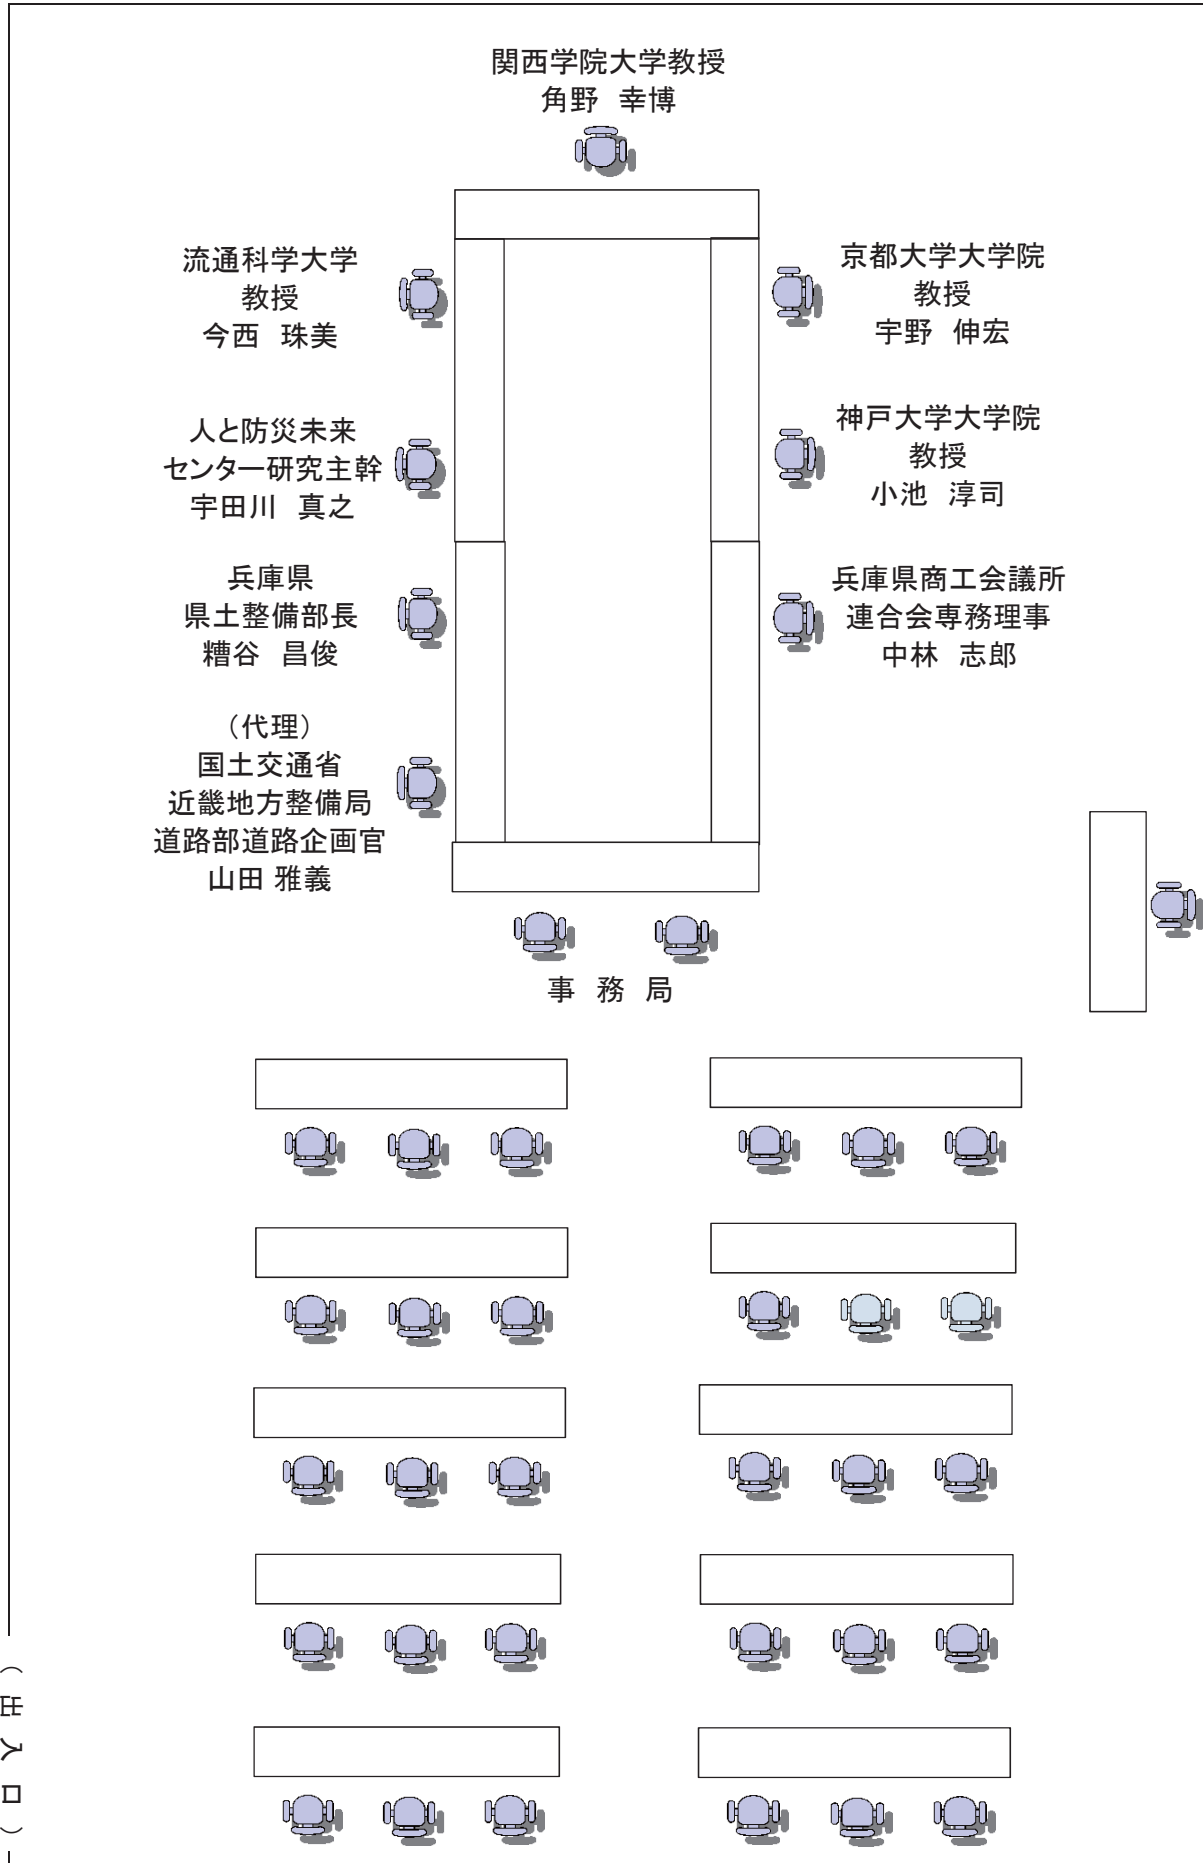 関西学院大学教授
角野 幸博
流通科学大学
教授
今西 珠美
京都大学大学院
教授
宇野 伸宏
人と防災未来
センター研究主幹
宇田川 真之
神戸大学大学院
教授
小池 淳司
兵庫県
県土整備部長
糟谷 昌俊
兵庫県商工会議所
連合会専務理事
中林 志郎
（代理）
国土交通省
近畿地方整備局
道路部道路企画官
山田 雅義
事 務 局
（出入口）